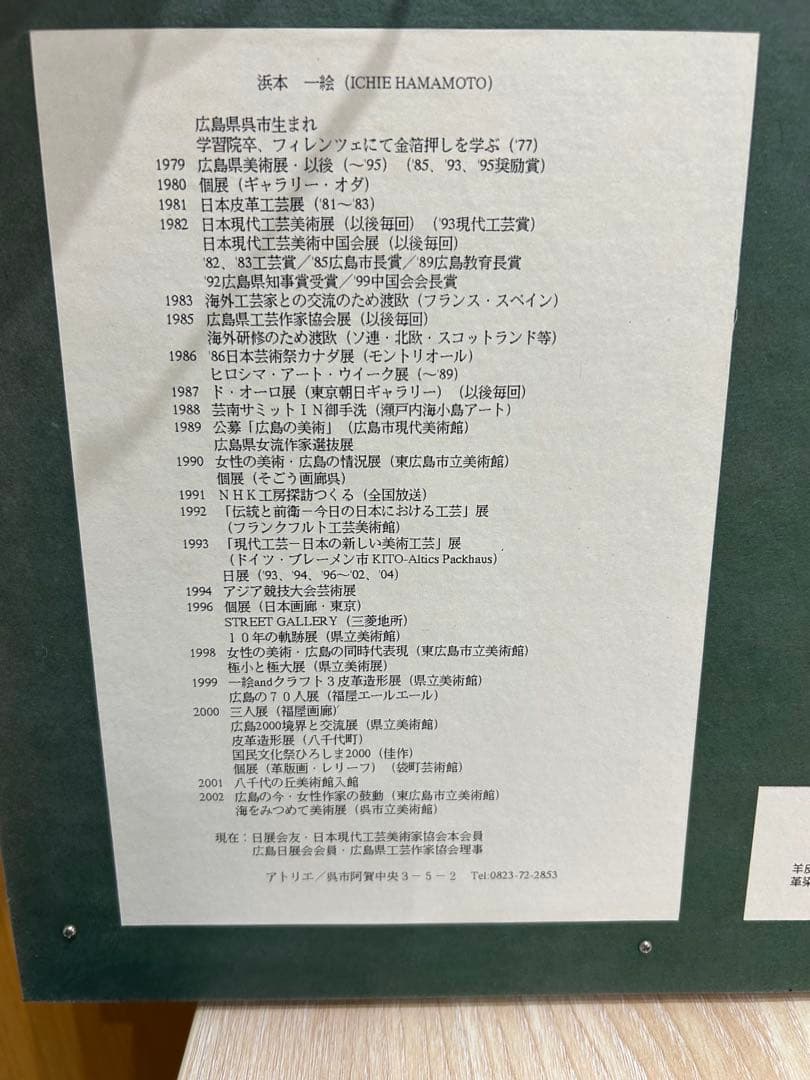 浜本　一絵（ICHIE HAMAMOTO）
広島県呉市生まれ
学習院卒、フィレンツェにて金箔押しを学ぶ（'77）
1979　広島県美術展・以後（〜'95）（'85、'93、'95奨励賞）
1980　個展（ギャラリー・オダ）
1981　日本皮革工芸展（'81〜'83）
1982　日本現代工芸美術展（以後毎回）（'93現代工芸賞）
日本現代工芸美術中国会展（以後毎回）
'82、'83工芸賞／'85広島市長賞／'89広島教育長賞
'92広島県知事賞受賞／'99中国会会長賞
1983　海外工芸家との交流のため渡欧（フランス・スペイン）
1985　広島県工芸作家協会展（以後毎回）
海外研修のため渡欧（ソ連・北欧・スコットランド等）
1986　'86日本芸術祭カナダ展（モントリオール）
ヒロシマ・アート・ウイーク展（〜'89）
1987　ド・オーロ展（東京朝日ギャラリー）（以後毎回）
1988　芸南サミットＩＮ御手洗（瀬戸内海小島アート）
1989　公募「広島の美術」（広島市現代美術館）
広島県女流作家選抜展
1990　女性の美術・広島の情況展（東広島市立美術館）
個展（そごう画廊呉）
1991　ＮＨＫ工房探訪つくる（全国放送）
1992　「伝統と前衛－今日の日本における工芸」展
（フランクフルト工芸美術館）
1993　「現代工芸－日本の新しい美術工芸」展
（ドイツ・ブレーメン市 KITO-Altics Packhaus）
日展（'93、'94、'96〜'02、'04）
1994　アジア競技大会芸術展
1996　個展（日本画廊・東京）
STREET GALLERY（三菱地所）
１０年の軌跡展（県立美術館）
1998　女性の美術・広島の同時代表現（東広島市立美術館）
極小と極大展（県立美術展）
1999　一絵andクラフト３皮革造形展（県立美術館）
広島の７０人展（福屋エールエール）
2000　三人展（福屋画廊）
広島2000境界と交流展（県立美術館）
皮革造形展（八千代町）
国民文化祭ひろしま2000（佳作）
個展（革版画・レリーフ）（袋町芸術館）
2001　八千代の丘美術館入館
2002　広島の今・女性作家の鼓動（東広島市立美術館）
海をみつめて美術展（呉市立美術館）
現在：日展会友・日本現代工芸美術家協会本会員
広島日展会会員・広島県工芸作家協会理事
アトリエ／呉市阿賀中央３－５－２　Tel:0823-72-2853